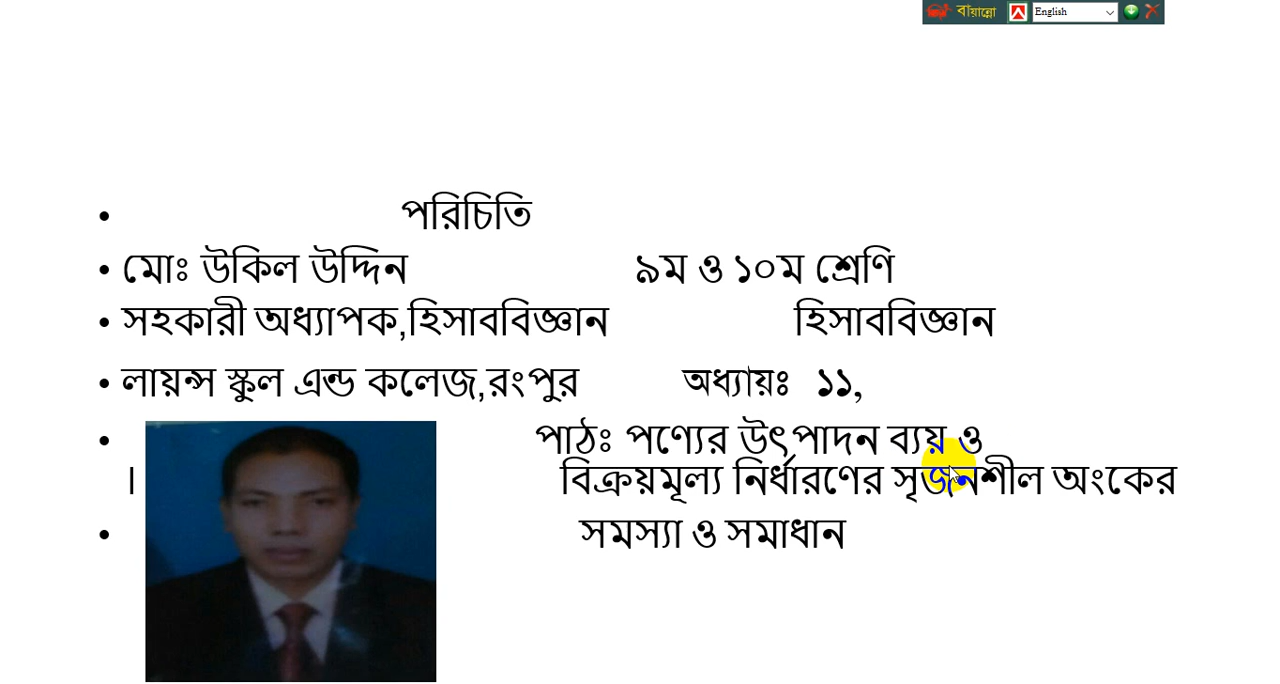 বায়ান্নো English
• পরিচিতি
• মোঃ উকিল উদ্দিন ৯ম ও ১০ম শ্রেণি
• সহকারী অধ্যাপক,হিসাববিজ্ঞান হিসাববিজ্ঞান
• লায়ন্স স্কুল এন্ড কলেজ,রংপুর অধ্যায়ঃ ১১,
• পাঠঃ পণ্যের উৎপাদন ব্যয় ও
। বিক্রয়মূল্য নির্ধারণের সৃজনশীল অংকের
• সমস্যা ও সমাধান